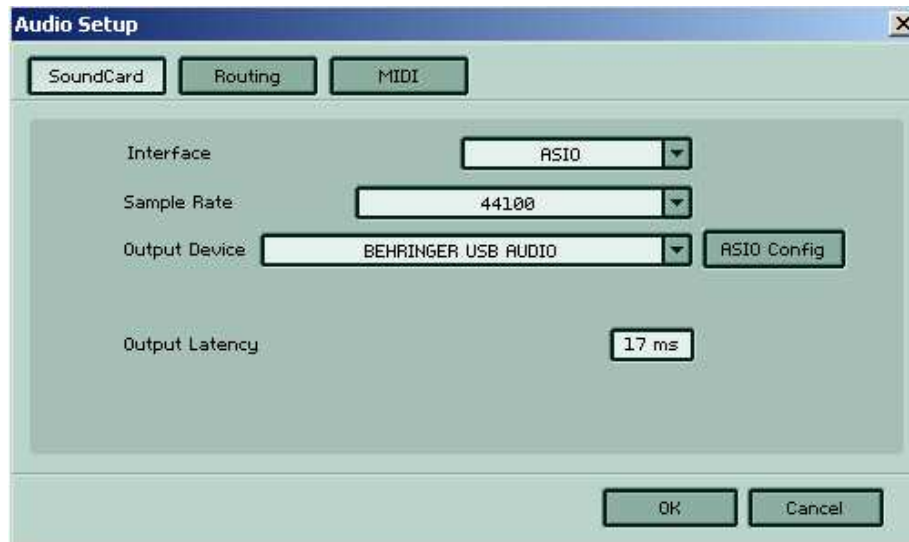 Audio Setup
SoundCard Routing MIDI
Interface ASIO
Sample Rate 44100
Output Device BEHRINGER USB AUDIO ASIO Config
Output Latency 17 ms
OK Cancel